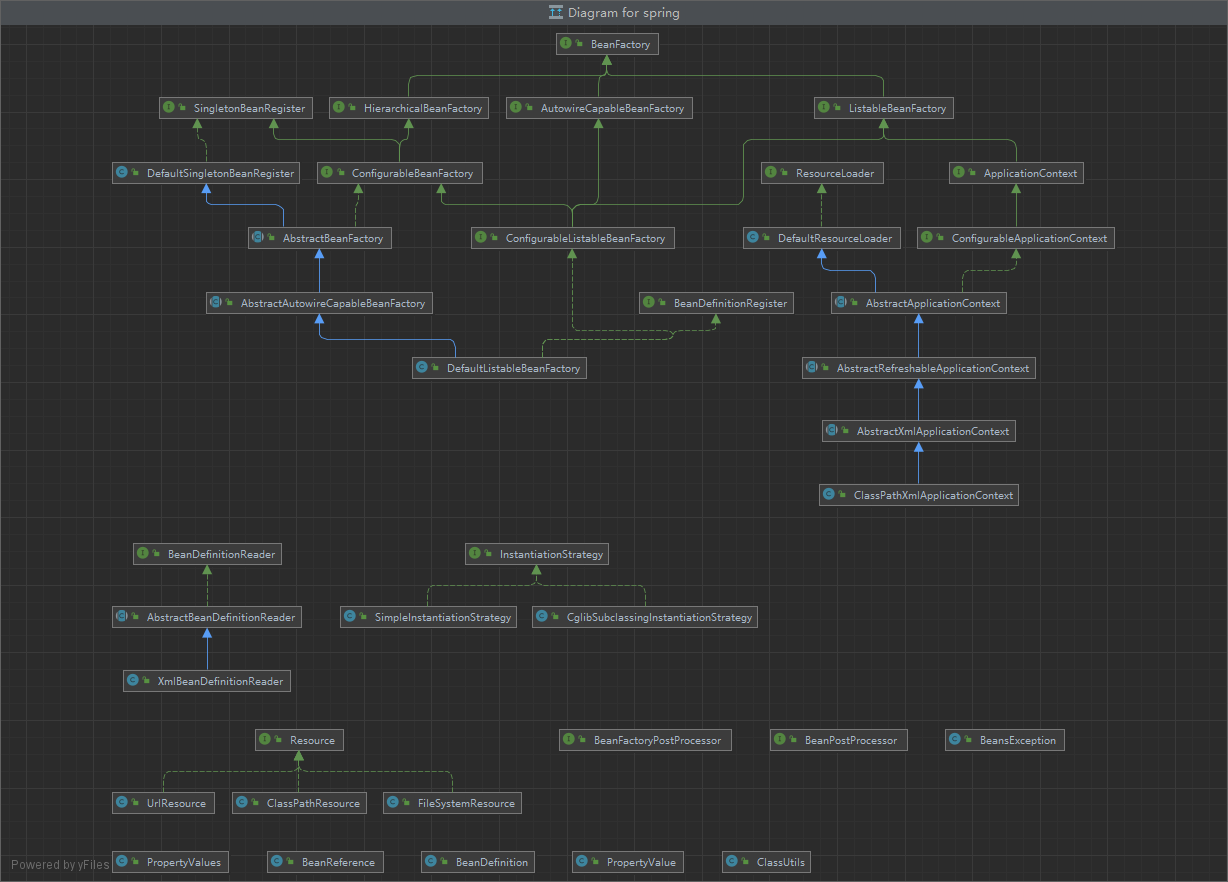 Diagram for spring
BeanFactory
SingletonBeanRegister
HierarchicalBeanFactory
AutowireCapableBeanFactory
ListableBeanFactory
DefaultSingletonBeanRegister
ConfigurableBeanFactory
ResourceLoader
ApplicationContext
AbstractBeanFactory
ConfigurableListableBeanFactory
DefaultResourceLoader
ConfigurableApplicationContext
AbstractAutowireCapableBeanFactory
BeanDefinitionRegister
AbstractApplicationContext
DefaultListableBeanFactory
AbstractRefreshableApplicationContext
AbstractXmlApplicationContext
ClassPathXmlApplicationContext
BeanDefinitionReader
InstantiationStrategy
AbstractBeanDefinitionReader
SimpleInstantiationStrategy
CglibSubclassingInstantiationStrategy
XmlBeanDefinitionReader
Resource
BeanFactoryPostProcessor
BeanPostProcessor
BeansException
UrlResource
ClassPathResource
FileSystemResource
Powered by yFiles
PropertyValues
BeanReference
BeanDefinition
PropertyValue
ClassUtils